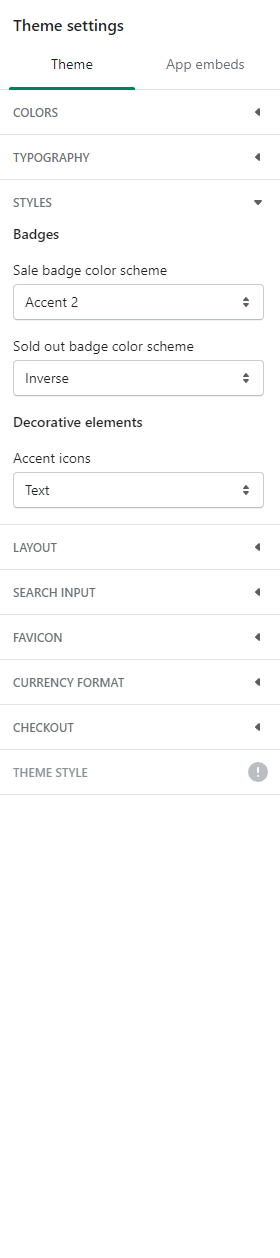 Theme settings
Theme
App embeds
COLORS
TYPOGRAPHY
STYLES
Badges
Sale badge color scheme
Accent 2
Sold out badge color scheme
Inverse
Decorative elements
Accent icons
Text
LAYOUT
SEARCH INPUT
FAVICON
CURRENCY FORMAT
CHECKOUT
THEME STYLE